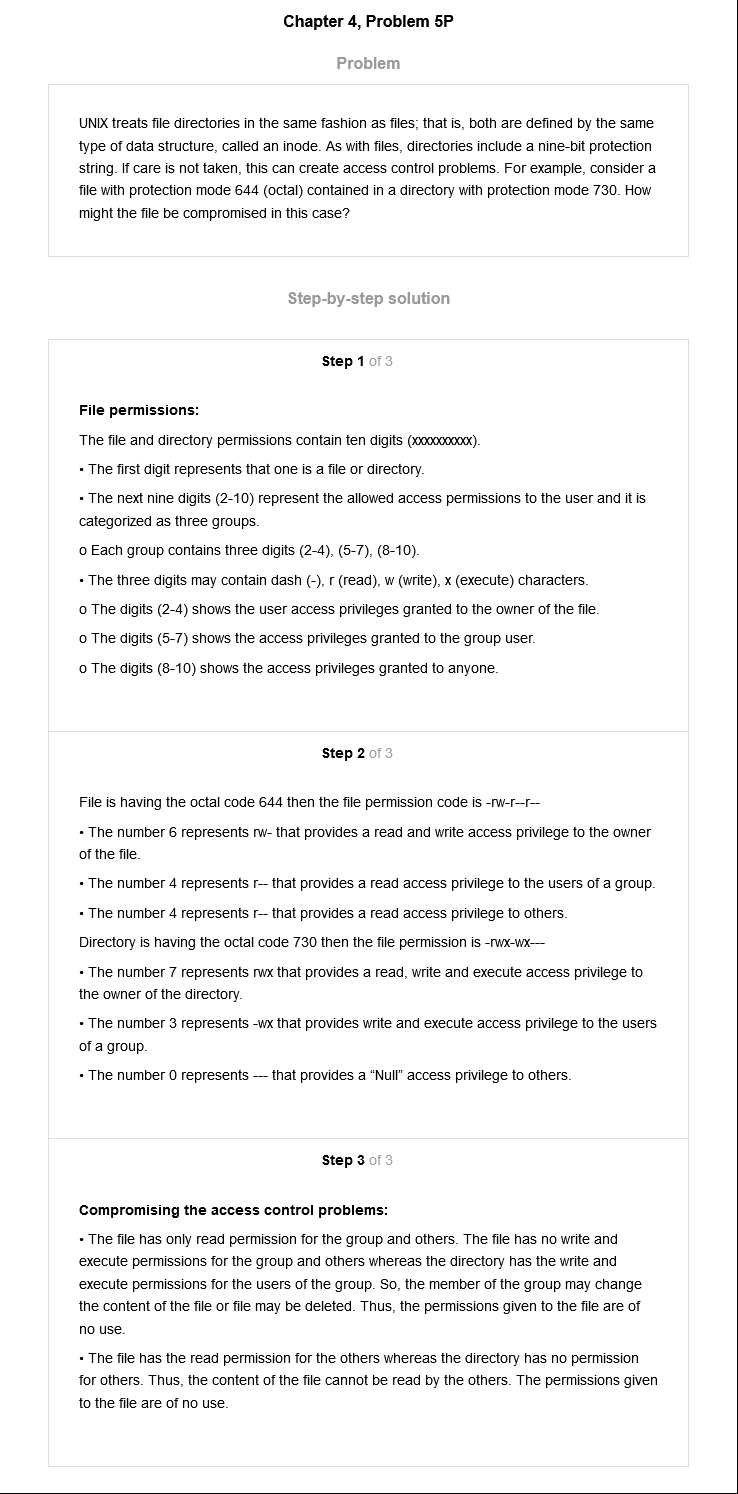 Chapter 4, Problem 5P
Problem
UNIX treats file directories in the same fashion as files; that is, both are defined by the same
type of data structure, called an inode. As with files, directories include a nine-bit protection
string. If care is not taken, this can create access control problems. For example, consider a
file with protection mode 644 (octal) contained in a directory with protection mode 730. How
might the file be compromised in this case?
Step-by-step solution
Step 1 of 3
File permissions:
The file and directory permissions contain ten digits (xxxxxxxxxx).
• The first digit represents that one is a file or directory.
• The next nine digits (2-10) represent the allowed access permissions to the user and it is
categorized as three groups.
o Each group contains three digits (2-4), (5-7), (8-10).
• The three digits may contain dash (-), r (read), w (write), x (execute) characters.
o The digits (2-4) shows the user access privileges granted to the owner of the file.
o The digits (5-7) shows the access privileges granted to the group user.
o The digits (8-10) shows the access privileges granted to anyone.
Step 2 of 3
File is having the octal code 644 then the file permission code is -rw-r--r--
• The number 6 represents rw- that provides a read and write access privilege to the owner
of the file.
• The number 4 represents r-- that provides a read access privilege to the users of a group.
• The number 4 represents r-- that provides a read access privilege to others.
Directory is having the octal code 730 then the file permission is -rwx-wx---
• The number 7 represents rwx that provides a read, write and execute access privilege to
the owner of the directory.
• The number 3 represents -wx that provides write and execute access privilege to the users
of a group.
• The number 0 represents --- that provides a “Null” access privilege to others.
Step 3 of 3
Compromising the access control problems:
• The file has only read permission for the group and others. The file has no write and
execute permissions for the group and others whereas the directory has the write and
execute permissions for the users of the group. So, the member of the group may change
the content of the file or file may be deleted. Thus, the permissions given to the file are of
no use.
• The file has the read permission for the others whereas the directory has no permission
for others. Thus, the content of the file cannot be read by the others. The permissions given
to the file are of no use.